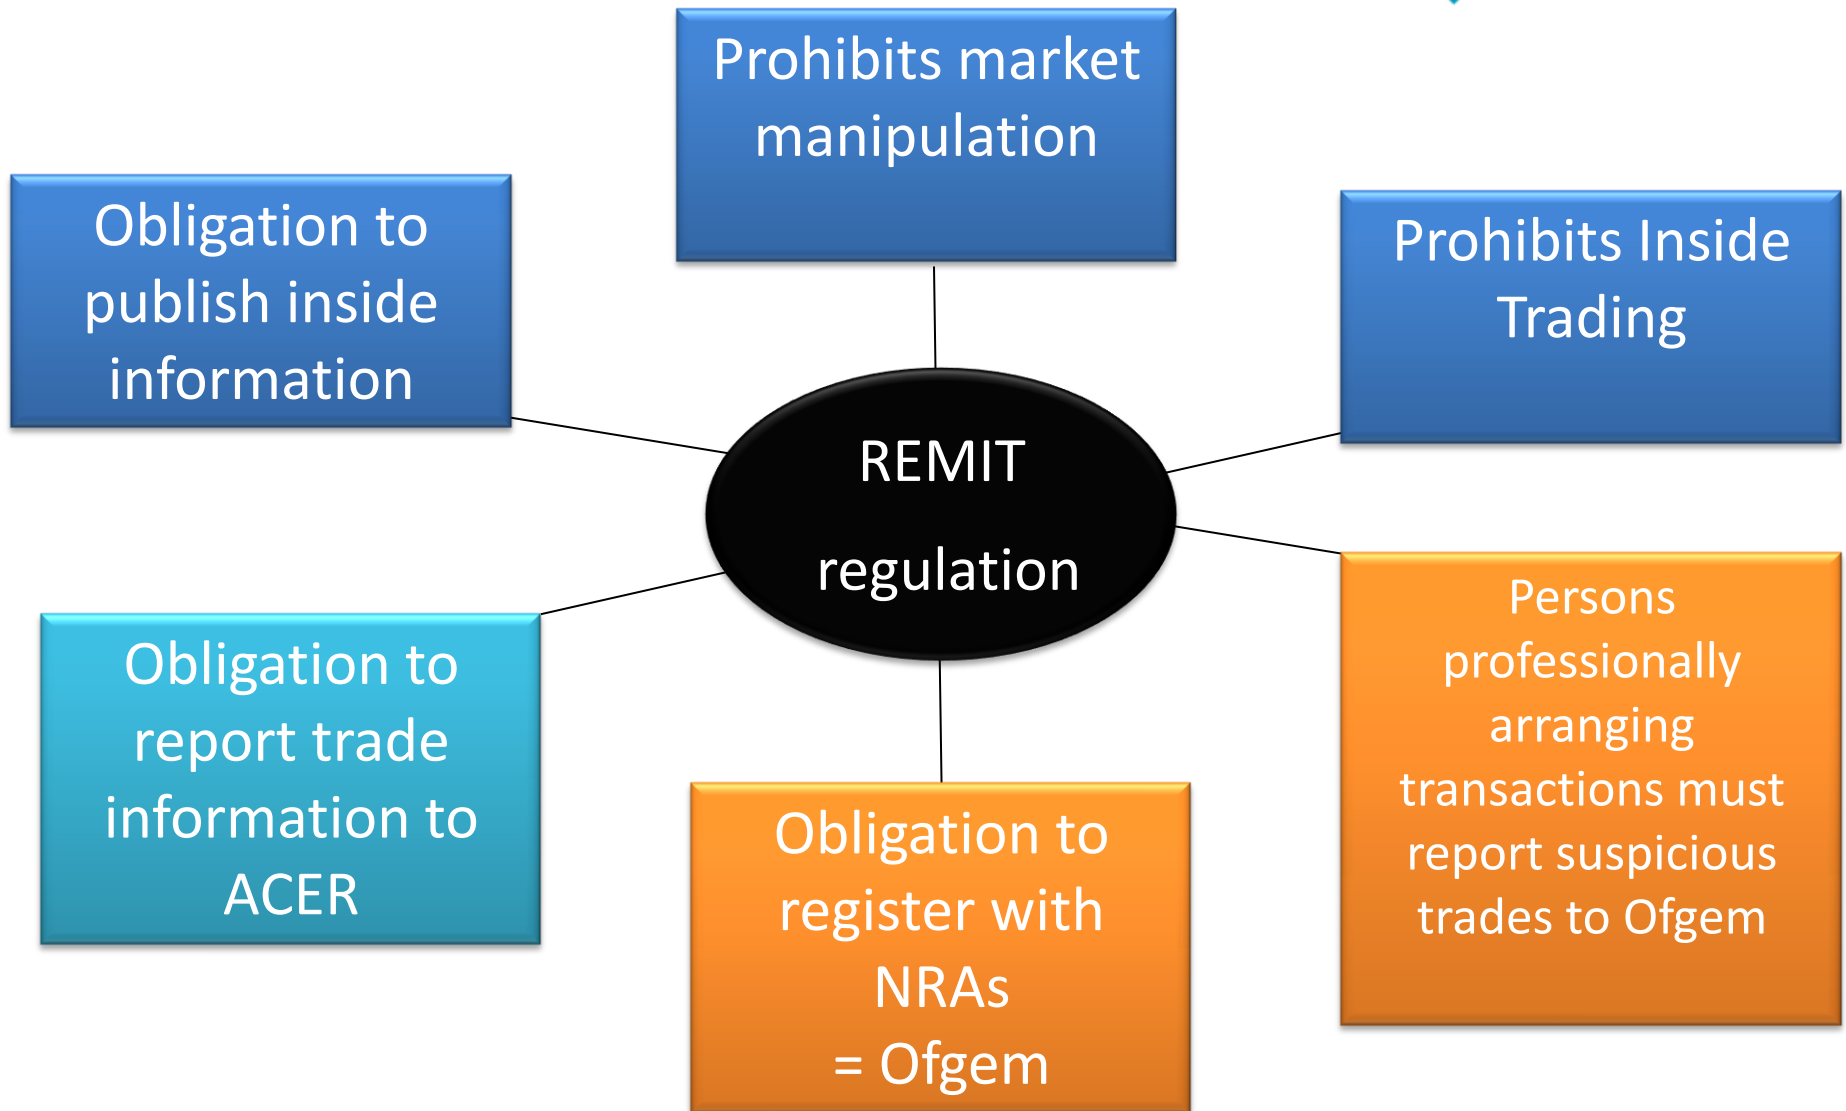 Prohibits market
manipulation
Obligation to
publish inside
information
Prohibits Inside
Trading
REMIT
regulation
Obligation to
report trade
information to
ACER
Obligation to
register with
NRAs
= Ofgem
Persons
professionally
arranging
transactions must
report suspicious
trades to Ofgem